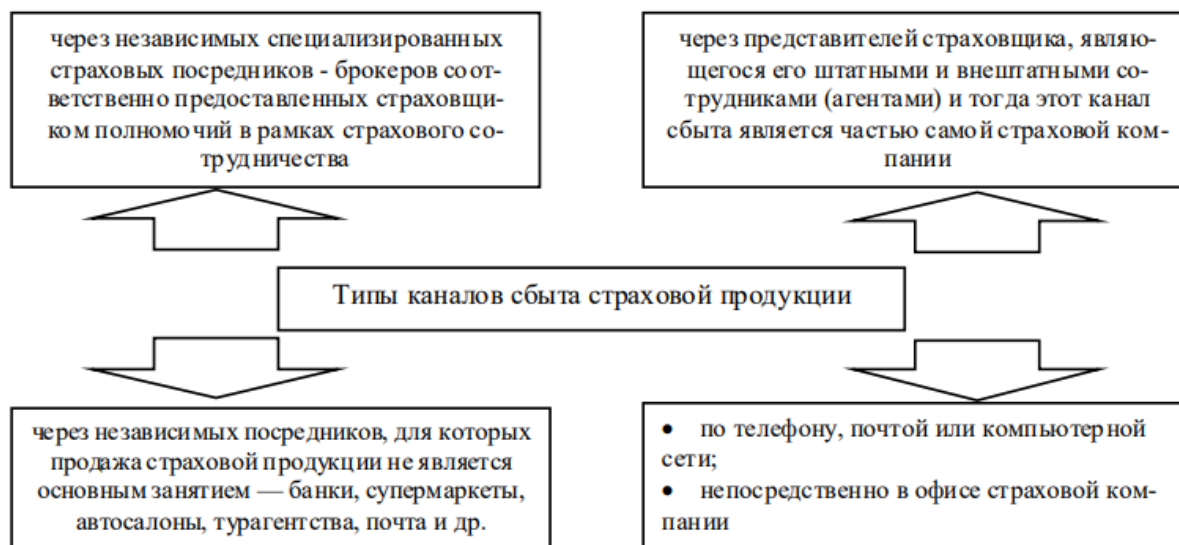 через независимых специализированных
страховых посредников - брокеров соот-
ветственно предоставленных страховщи-
ком полномочий в рамках страхового со-
трудничества
через представителей страховщика, являю-
щегося его штатными и внештатными со-
трудниками (агентами) и тогда этот канал
сбыта является частью самой страховой ком-
пании
Типы каналов сбыта страховой продукции
через независимых посредников, для которых
продажа страховой продукции не является
основным занятием — банки, супермаркеты,
автосалоны, турагентства, почта и др.
• по телефону, почтой или компьютерной
сети;
• непосредственно в офисе страховой ком-
пании